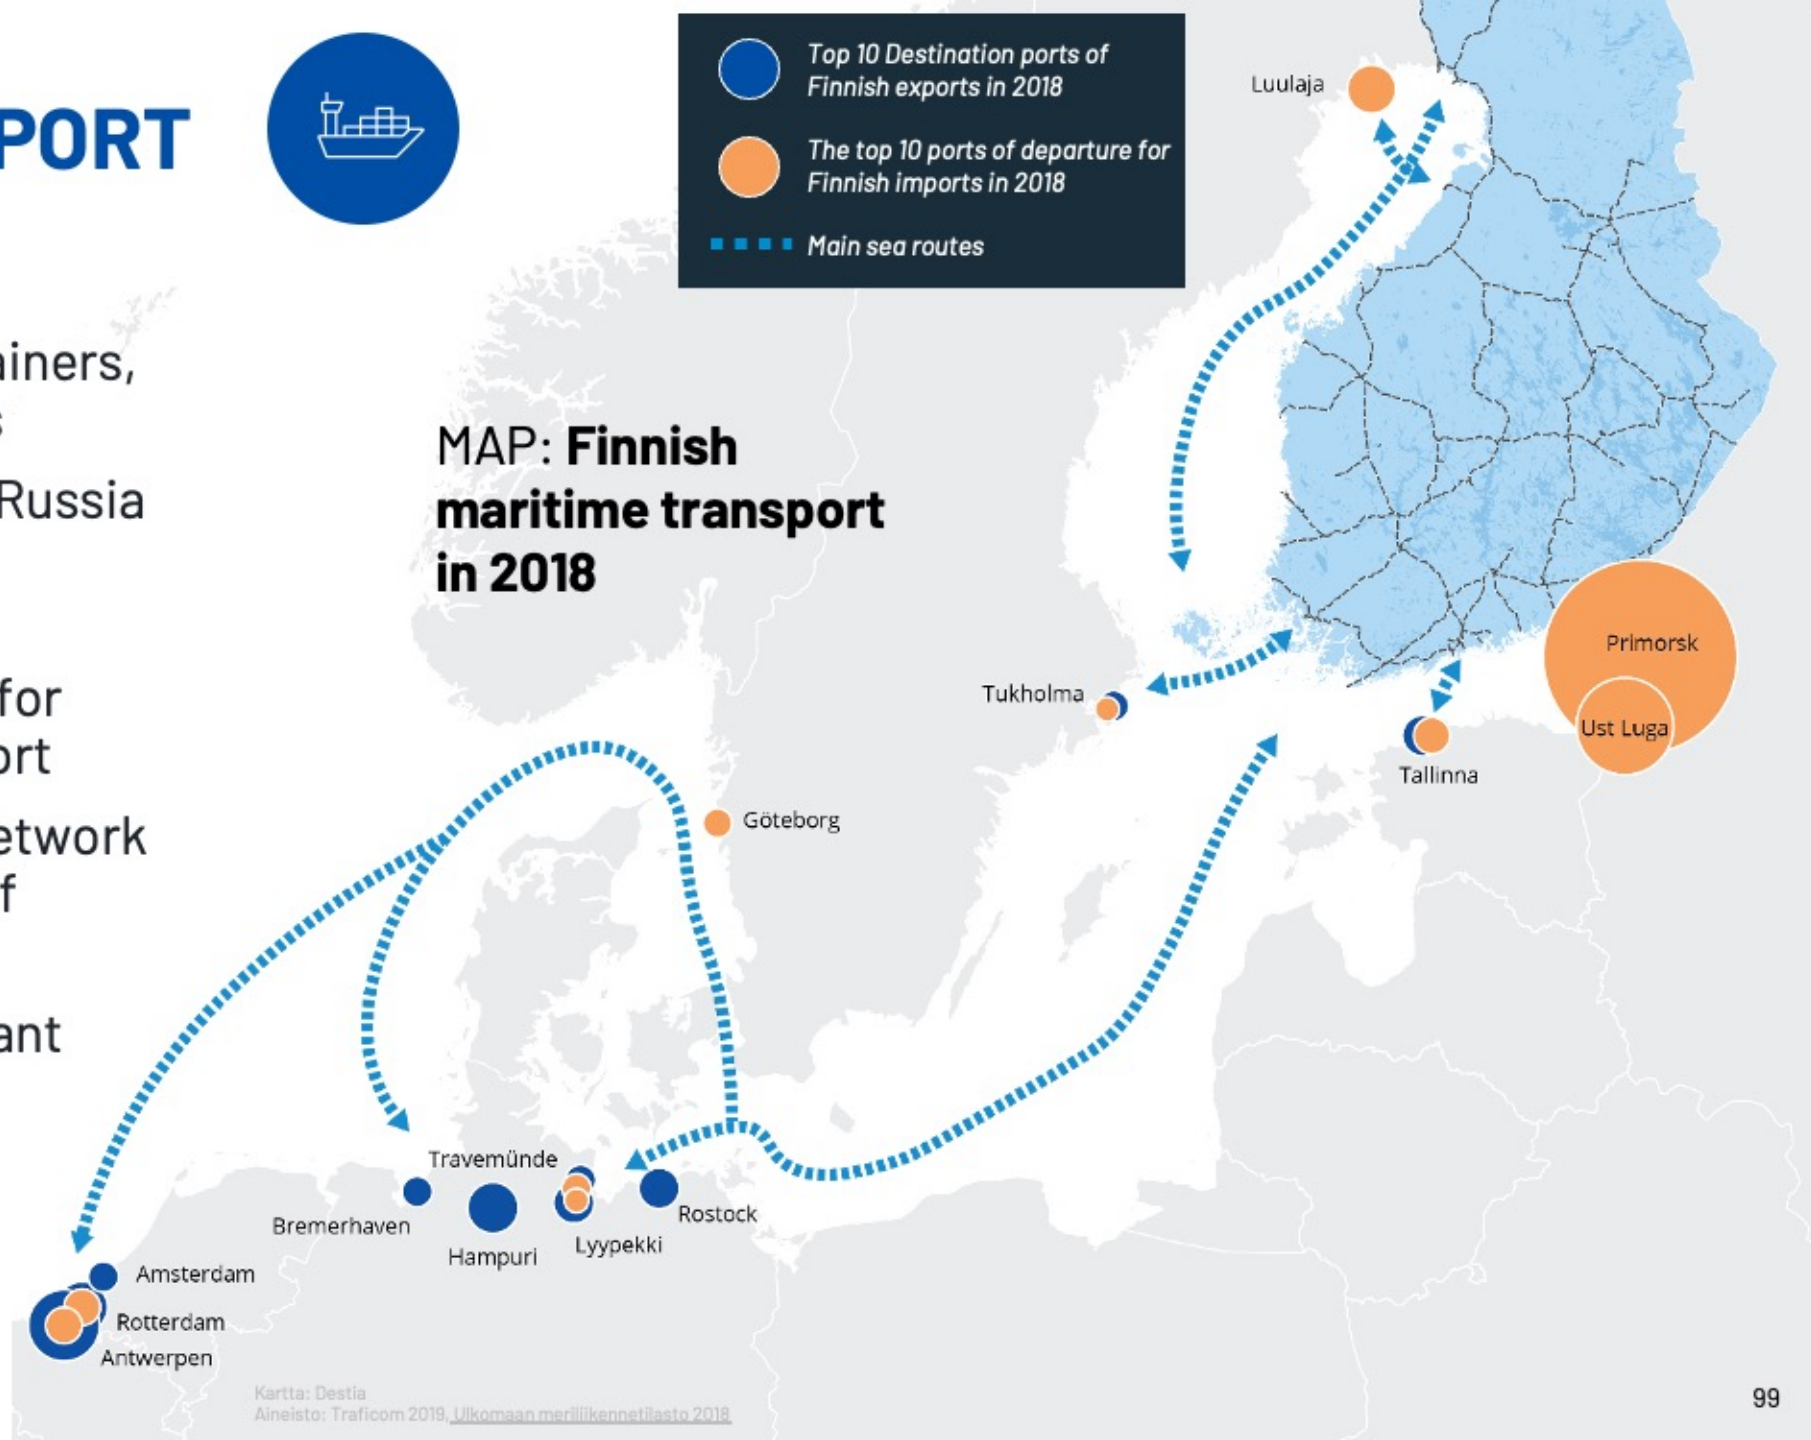 PORT
ainers,
s
Russia
for
ort
etwork
f
ant
Top 10 Destination ports of
Finnish exports in 2018
The top 10 ports of departure for
Finnish imports in 2018
Main sea routes
MAP: Finnish
maritime transport
in 2018
Luulaja
Primorsk
Ust Luga
Tukholma
Tallinna
Göteborg
Travemünde
Bremerhaven
Rostock
Hampuri
Lyypekki
Amsterdam
Rotterdam
Antwerpen
Kartta: Destia
Aineisto: Traficom 2019, Ulkomaan meriliikennetilasto 2018
99